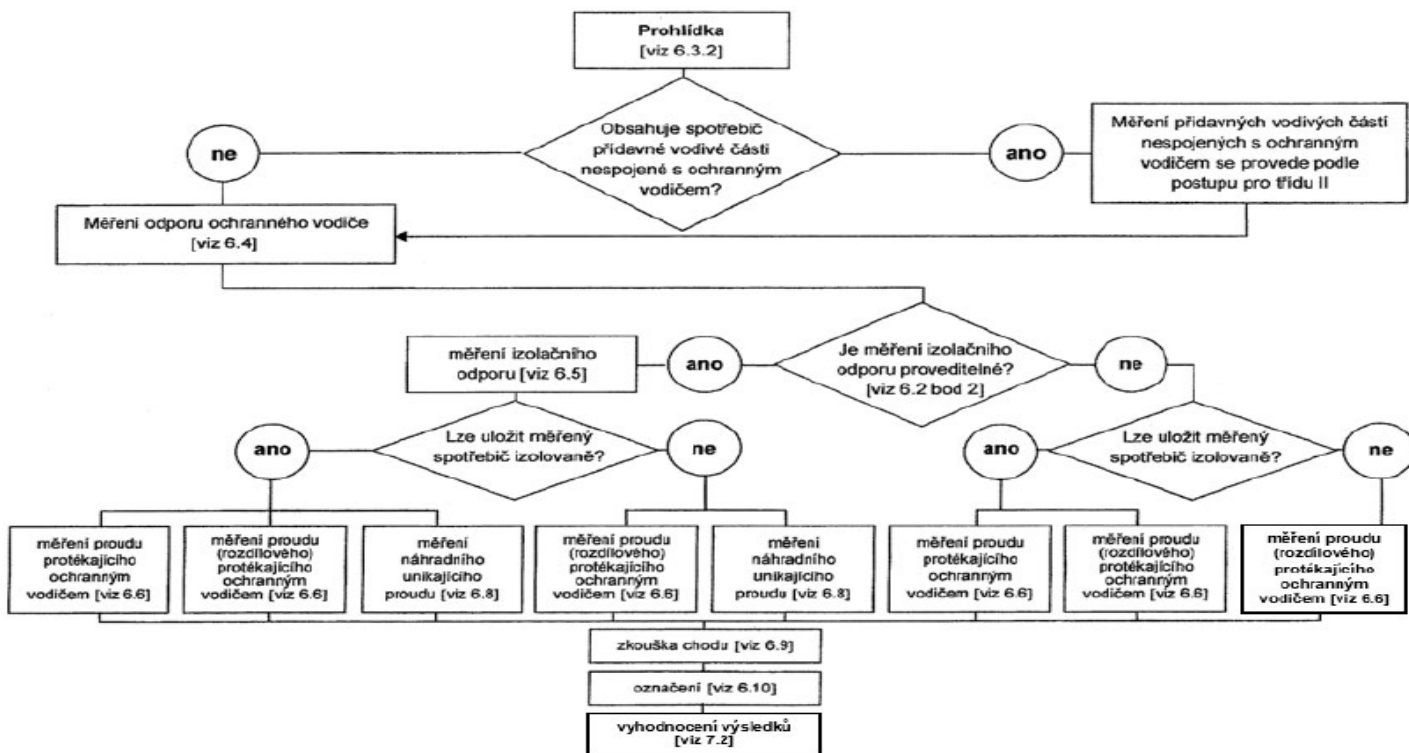 Prohlídka
[viz 6.3.2]
Obsahuje spotřebič
přídavné vodivé části
nespojené s ochranným
vodičem?
ne
ano
Měření přídavných vodivých částí
nespojených s ochranným
vodičem se provede podle
postupu pro třídu II
Měření odporu ochranného vodiče
[viz 6.4]
Je měření izolačního
odporu proveditelné?
[viz 6.2 bod 2]
ano
ne
měření izolačního
odporu [viz 6.5]
Lze uložit měřený
spotřebič izolovaně?
ano
ne
Lze uložit měřený
spotřebič izolovaně?
ano
ne
měření proudu
protékajícího
ochranným
vodičem [viz 6.6]
měření proudu
(rozdílového)
protékajícího
ochranným
vodičem [viz 6.6]
měření
náhradního
unikajícího
proudu [viz 6.8]
měření proudu
(rozdílového)
protékajícího
ochranným
vodičem [viz 6.6]
měření
náhradního
unikajícího
proudu [viz 6.8]
měření proudu
protékajícího
ochranným
vodičem [viz 6.6]
měření proudu
(rozdílového)
protékajícího
ochranným
vodičem [viz 6.6]
měření proudu
(rozdílového)
protékajícího
ochranným
vodičem [viz 6.6]
zkouška chodu [viz 6.9]
označení [viz 6.10]
vyhodnocení výsledků
[viz 7.2]